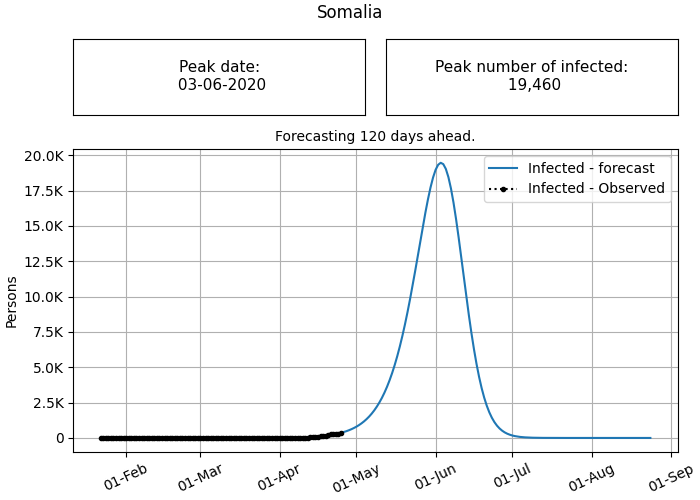 Somalia
Peak date:
03-06-2020
Peak number of infected:
19,460
Forecasting 120 days ahead.
20.0K
17.5K
15.0K
12.5K
10.0K
7.5K
5.0K
2.5K
0
Persons
Infected - forecast
Infected - Observed
01-Feb
01-Mar
01-Apr
01-May
01-Jun
01-Jul
01-Aug
01-Sep